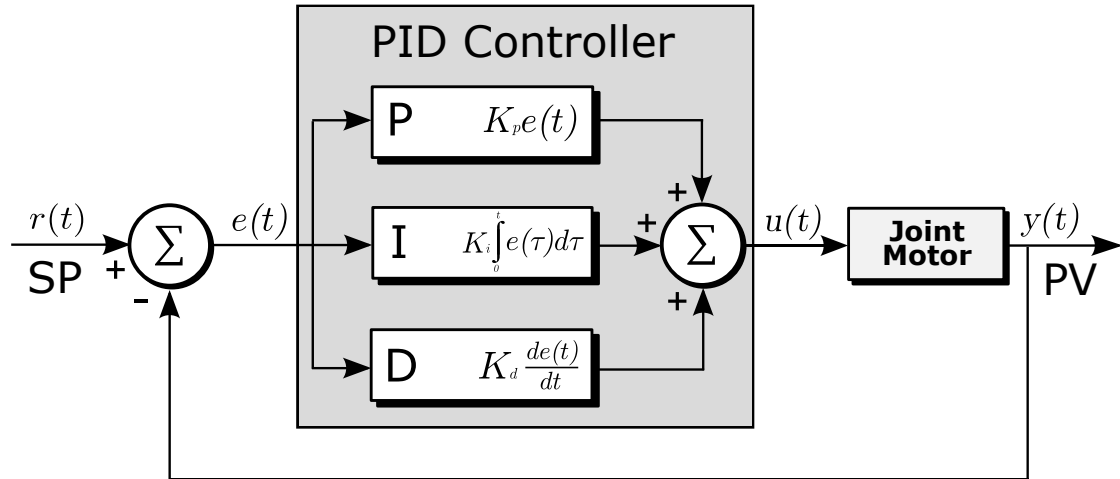 PID Controller
P K_p e(t)
r(t) e(t) u(t) y(t)
Σ I K_i ∫_0^t e(τ)dτ Σ Joint Motor
SP + + + + PV
-
D K_d de(t)/dt